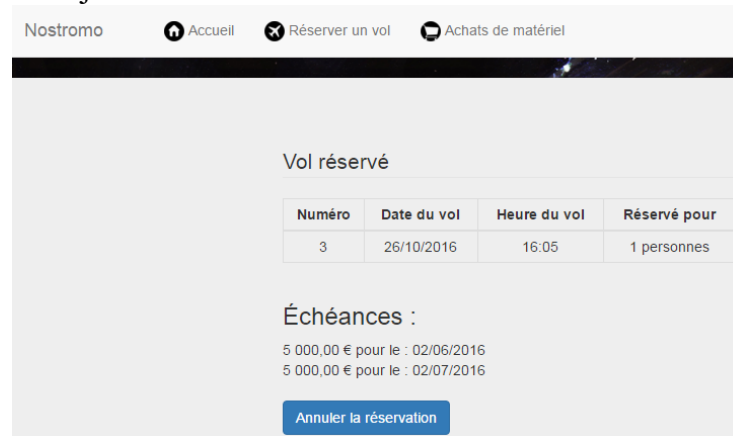 Nostromo Accueil Réserver un vol Achats de matériel
Vol réservé
Numéro Date du vol Heure du vol Réservé pour
3 26/10/2016 16:05 1 personnes
Échéances :
5 000,00 € pour le : 02/06/2016
5 000,00 € pour le : 02/07/2016
Annuler la réservation